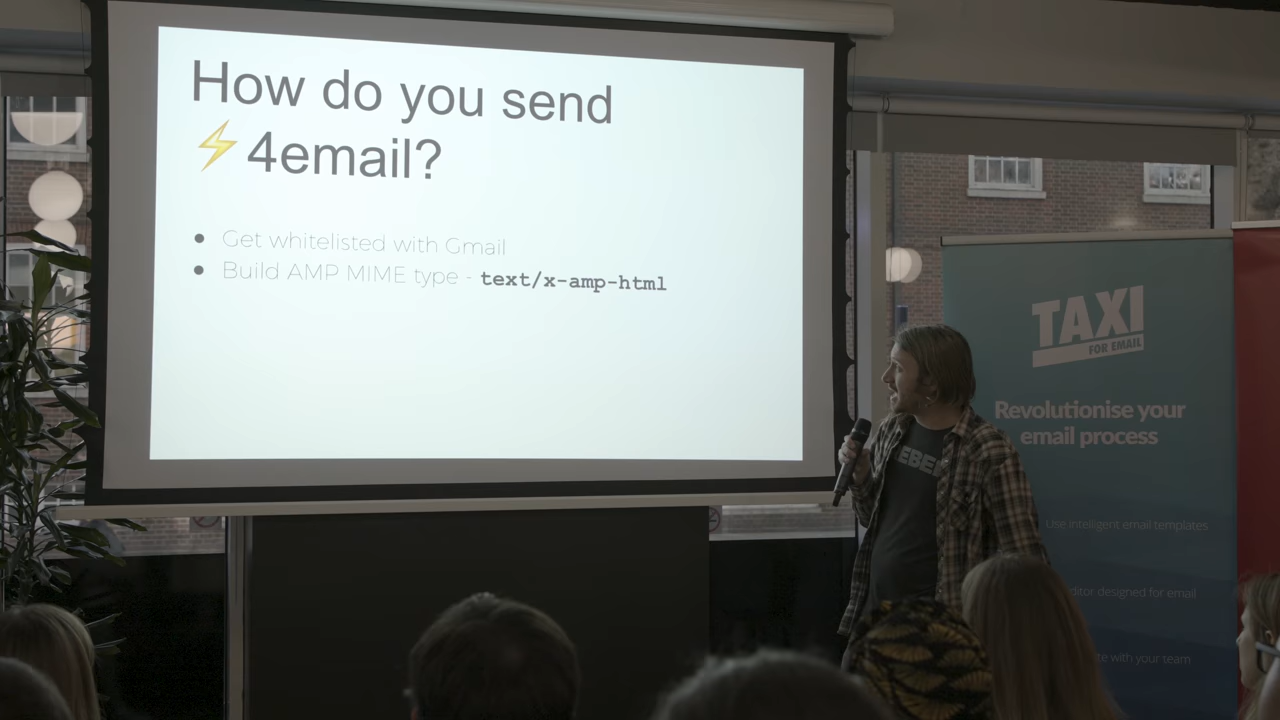 How do you send
⚡4email?
● Get whitelisted with Gmail
● Build AMP MIME type - text/x-amp-html
TAXI
FOR EMAIL
Revolutionise your
email process
Use intelligent email templates
designed for email
with your team